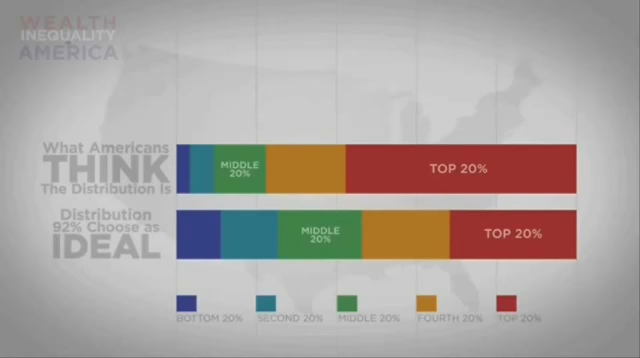 WEALTH
INEQUALITY
IN
AMERICA
What Americans
THINK
The Distribution Is
MIDDLE
20%
TOP 20%
Distribution
92% Choose as
IDEAL
MIDDLE
20%
TOP 20%
BOTTOM 20%
SECOND 20%
MIDDLE 20%
FOURTH 20%
TOP 20%